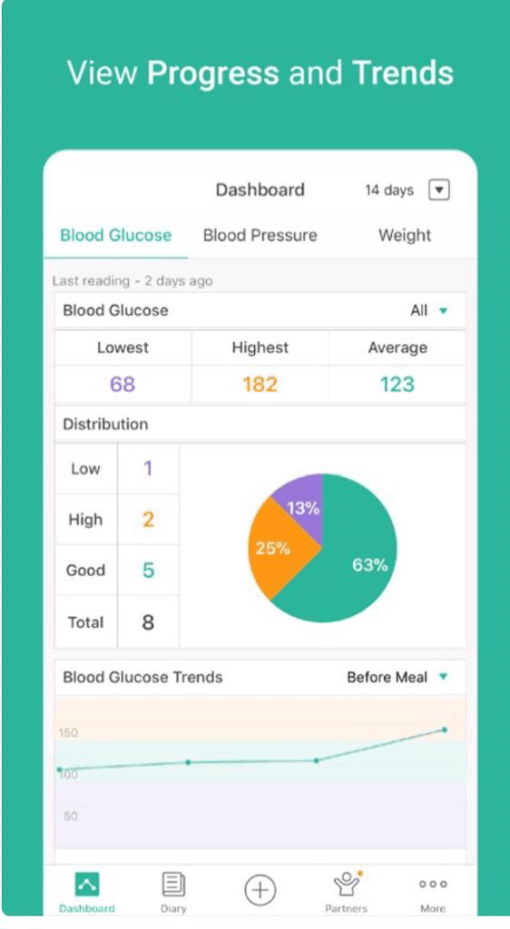 View Progress and Trends
Dashboard
14 days
Blood Glucose Blood Pressure Weight
Last reading - 2 days ago
Blood Glucose All
Lowest Highest Average
68 182 123
Distribution
Low 1
High 2
Good 5
Total 8
13%
25%
63%
Blood Glucose Trends Before Meal
150
100
50
Dashboard Diary Partners More